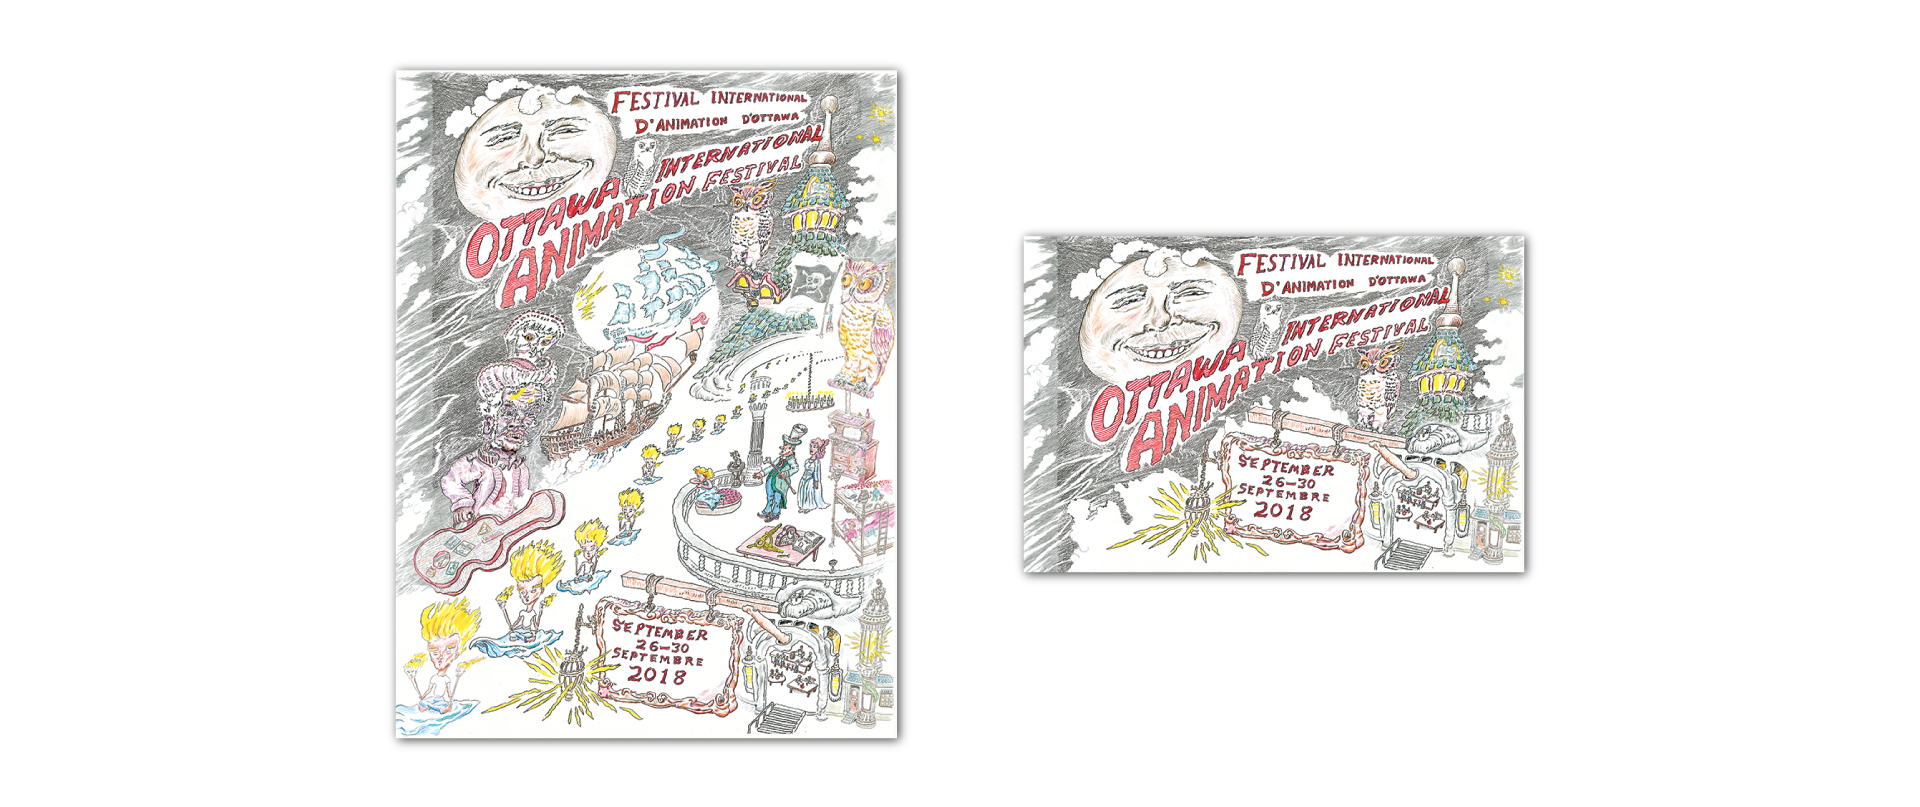 FESTIVAL INTERNATIONAL
D'ANIMATION D'OTTAWA
OTTAWA INTERNATIONAL
ANIMATION FESTIVAL
SEPTEMBER
26-30
SEPTEMBRE
2018
FESTIVAL INTERNATIONAL
D'ANIMATION D'OTTAWA
OTTAWA INTERNATIONAL
ANIMATION FESTIVAL
SEPTEMBER
26-30
SEPTEMBRE
2018